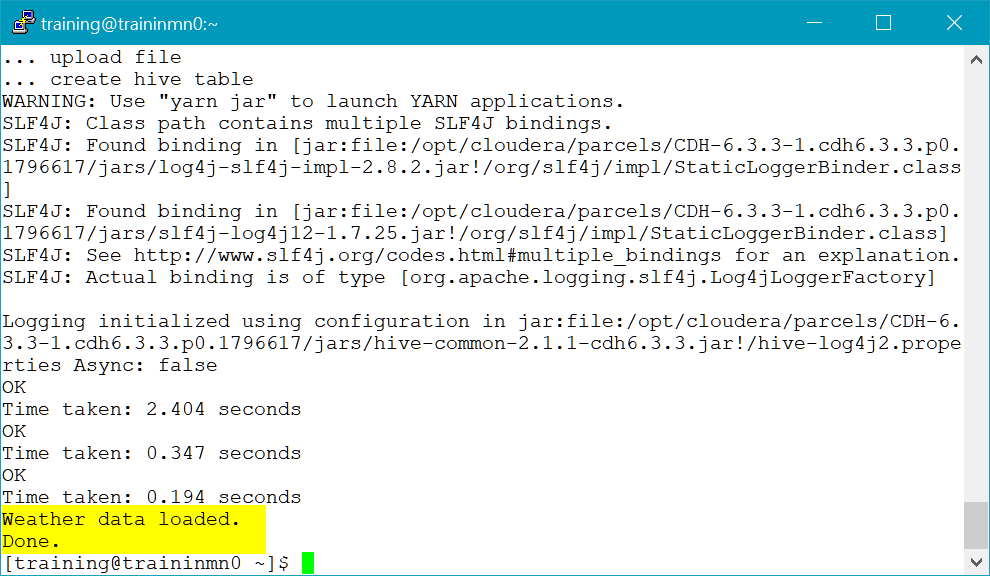 training@traininmn0:~
... upload file
... create hive table
WARNING: Use "yarn jar" to launch YARN applications.
SLF4J: Class path contains multiple SLF4J bindings.
SLF4J: Found binding in [jar:file:/opt/cloudera/parcels/CDH-6.3.3-1.cdh6.3.3.p0.
1796617/jars/log4j-slf4j-impl-2.8.2.jar!/org/slf4j/impl/StaticLoggerBinder.class
]
SLF4J: Found binding in [jar:file:/opt/cloudera/parcels/CDH-6.3.3-1.cdh6.3.3.p0.
1796617/jars/slf4j-log4j12-1.7.25.jar!/org/slf4j/impl/StaticLoggerBinder.class]
SLF4J: See http://www.slf4j.org/codes.html#multiple_bindings for an explanation.
SLF4J: Actual binding is of type [org.apache.logging.slf4j.Log4jLoggerFactory]

Logging initialized using configuration in jar:file:/opt/cloudera/parcels/CDH-6.
3.3-1.cdh6.3.3.p0.1796617/jars/hive-common-2.1.1-cdh6.3.3.jar!/hive-log4j2.prope
rties Async: false
OK
Time taken: 2.404 seconds
OK
Time taken: 0.347 seconds
OK
Time taken: 0.194 seconds
Weather data loaded.
Done.
[training@traininmn0 ~]$